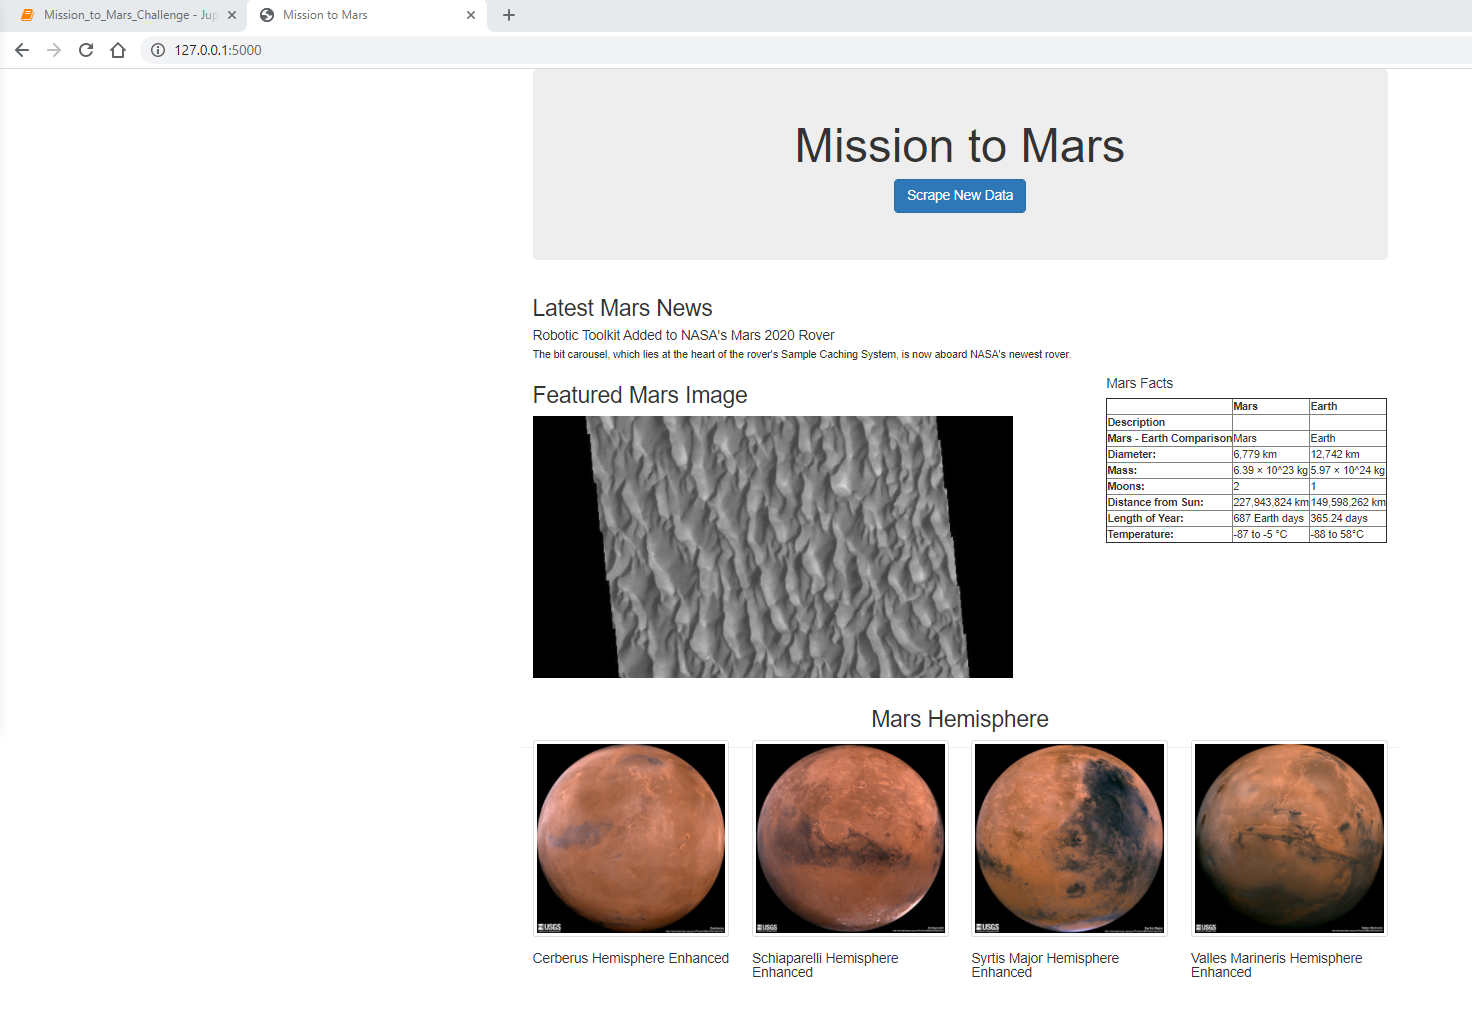 Mission_to_Mars_Challenge - Jup
Mission to Mars
127.0.0.1:5000
Mission to Mars
Scrape New Data
Latest Mars News
Robotic Toolkit Added to NASA's Mars 2020 Rover
The bit carousel, which lies at the heart of the rover's Sample Caching System, is now aboard NASA's newest rover.
Featured Mars Image
Mars Facts
Mars Earth
Description
Mars - Earth Comparison Mars Earth
Diameter: 6,779 km 12,742 km
Mass: 6.39 × 10^23 kg 5.97 × 10^24 kg
Moons: 2 1
Distance from Sun: 227,943,824 km 149,598,262 km
Length of Year: 687 Earth days 365.24 days
Temperature: -87 to -5 °C -88 to 58°C
Mars Hemisphere
USGS
USGS
USGS
USGS
Cerberus Hemisphere Enhanced
Schiaparelli Hemisphere
Enhanced
Syrtis Major Hemisphere
Enhanced
Valles Marineris Hemisphere
Enhanced